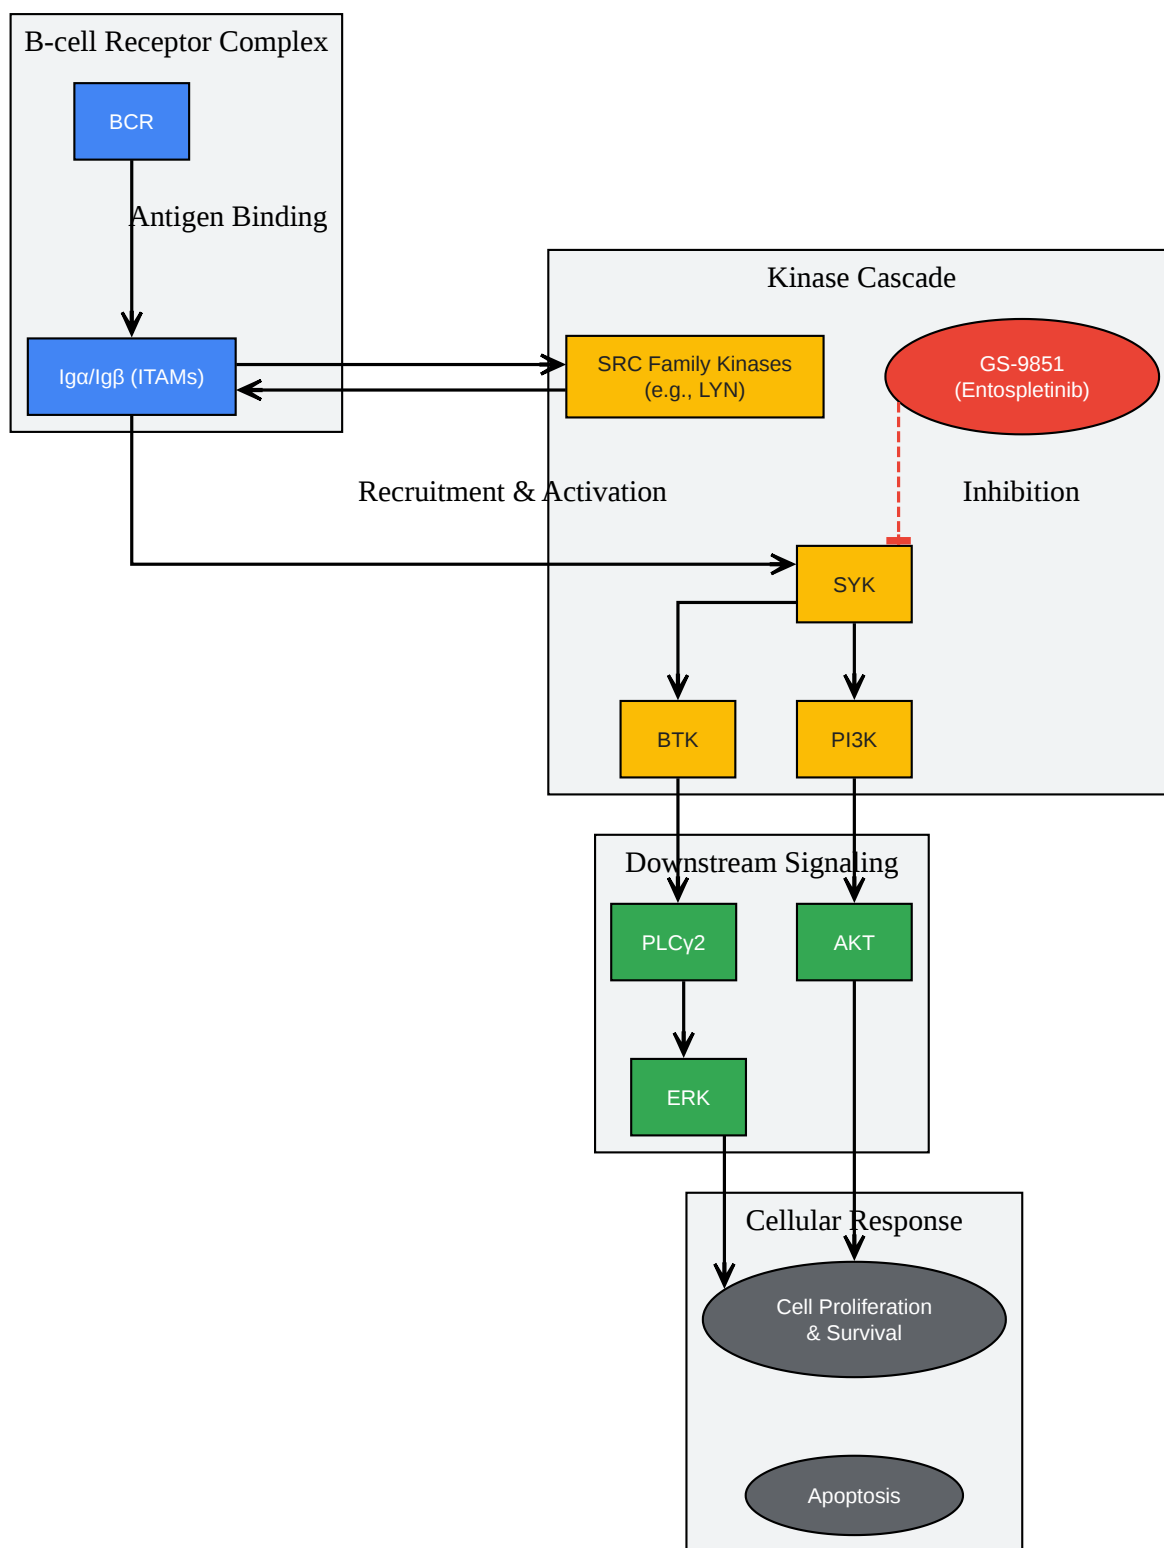 B-cell Receptor Complex
BCR
Antigen Binding
Igα/Igβ (ITAMs)
Kinase Cascade
SRC Family Kinases
(e.g., LYN)
GS-9851
(Entospletinib)
Recruitment & Activation
Inhibition
SYK
BTK
PI3K
Downstream Signaling
PLCγ2
AKT
ERK
Cellular Response
Cell Proliferation
& Survival
Apoptosis